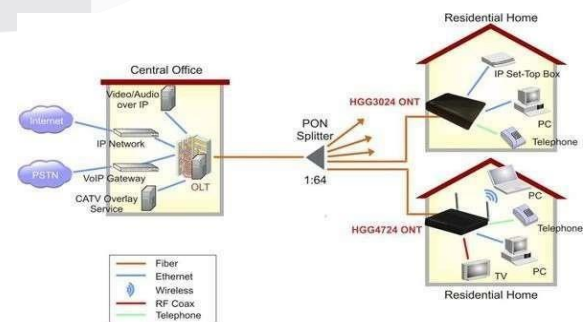 Central Office
Video/Audio
over IP
Internet
IP Network
PSTN
VoIP Gateway
OLT
CATV Overlay
Service
PON
Splitter
1:64
Residential Home
HGG3024 ONT
IP Set-Top Box
PC
Telephone
HGG4724 ONT
PC
Telephone
PC
TV
Residential Home
Fiber
Ethernet
Wireless
RF Coax
Telephone